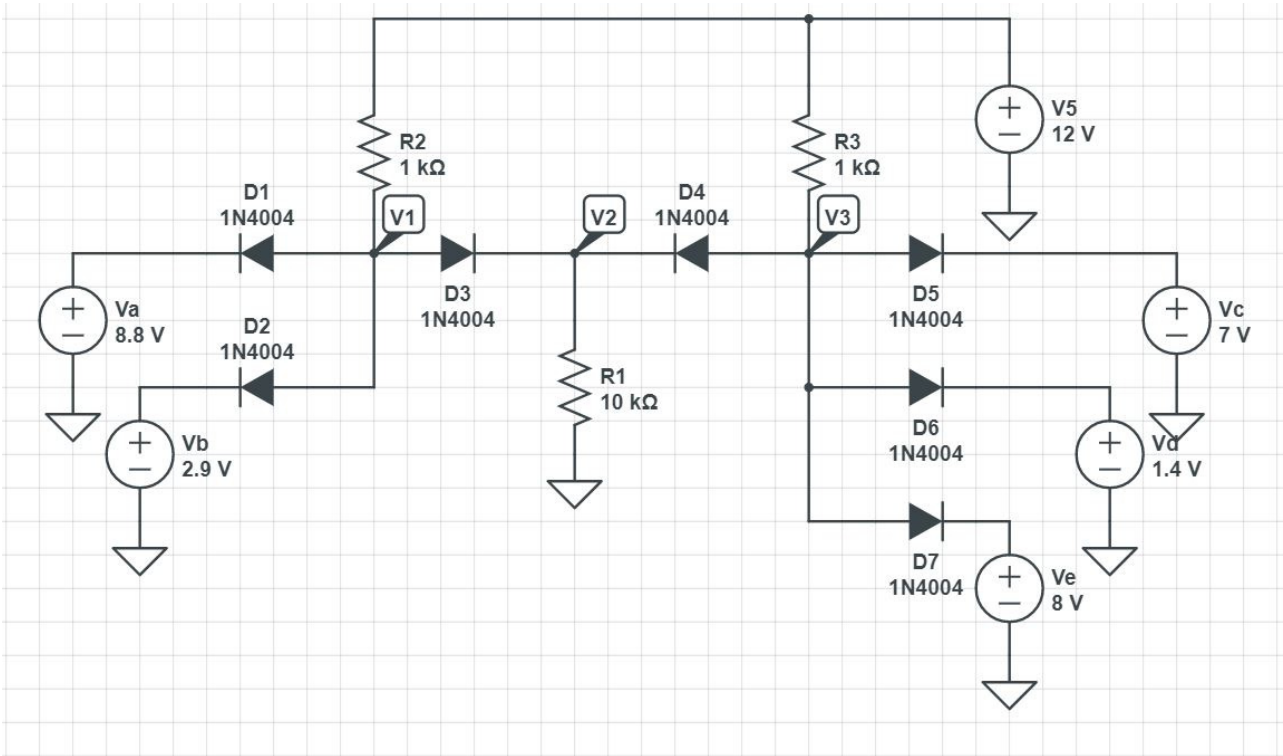 V5
12 V
R2
1 kΩ
R3
1 kΩ
D1
1N4004
V1
V2
D4
1N4004
V3
D3
1N4004
D5
1N4004
Va
8.8 V
Vc
7 V
D2
1N4004
R1
10 kΩ
Vb
2.9 V
D6
1N4004
Vd
1.4 V
D7
1N4004
Ve
8 V